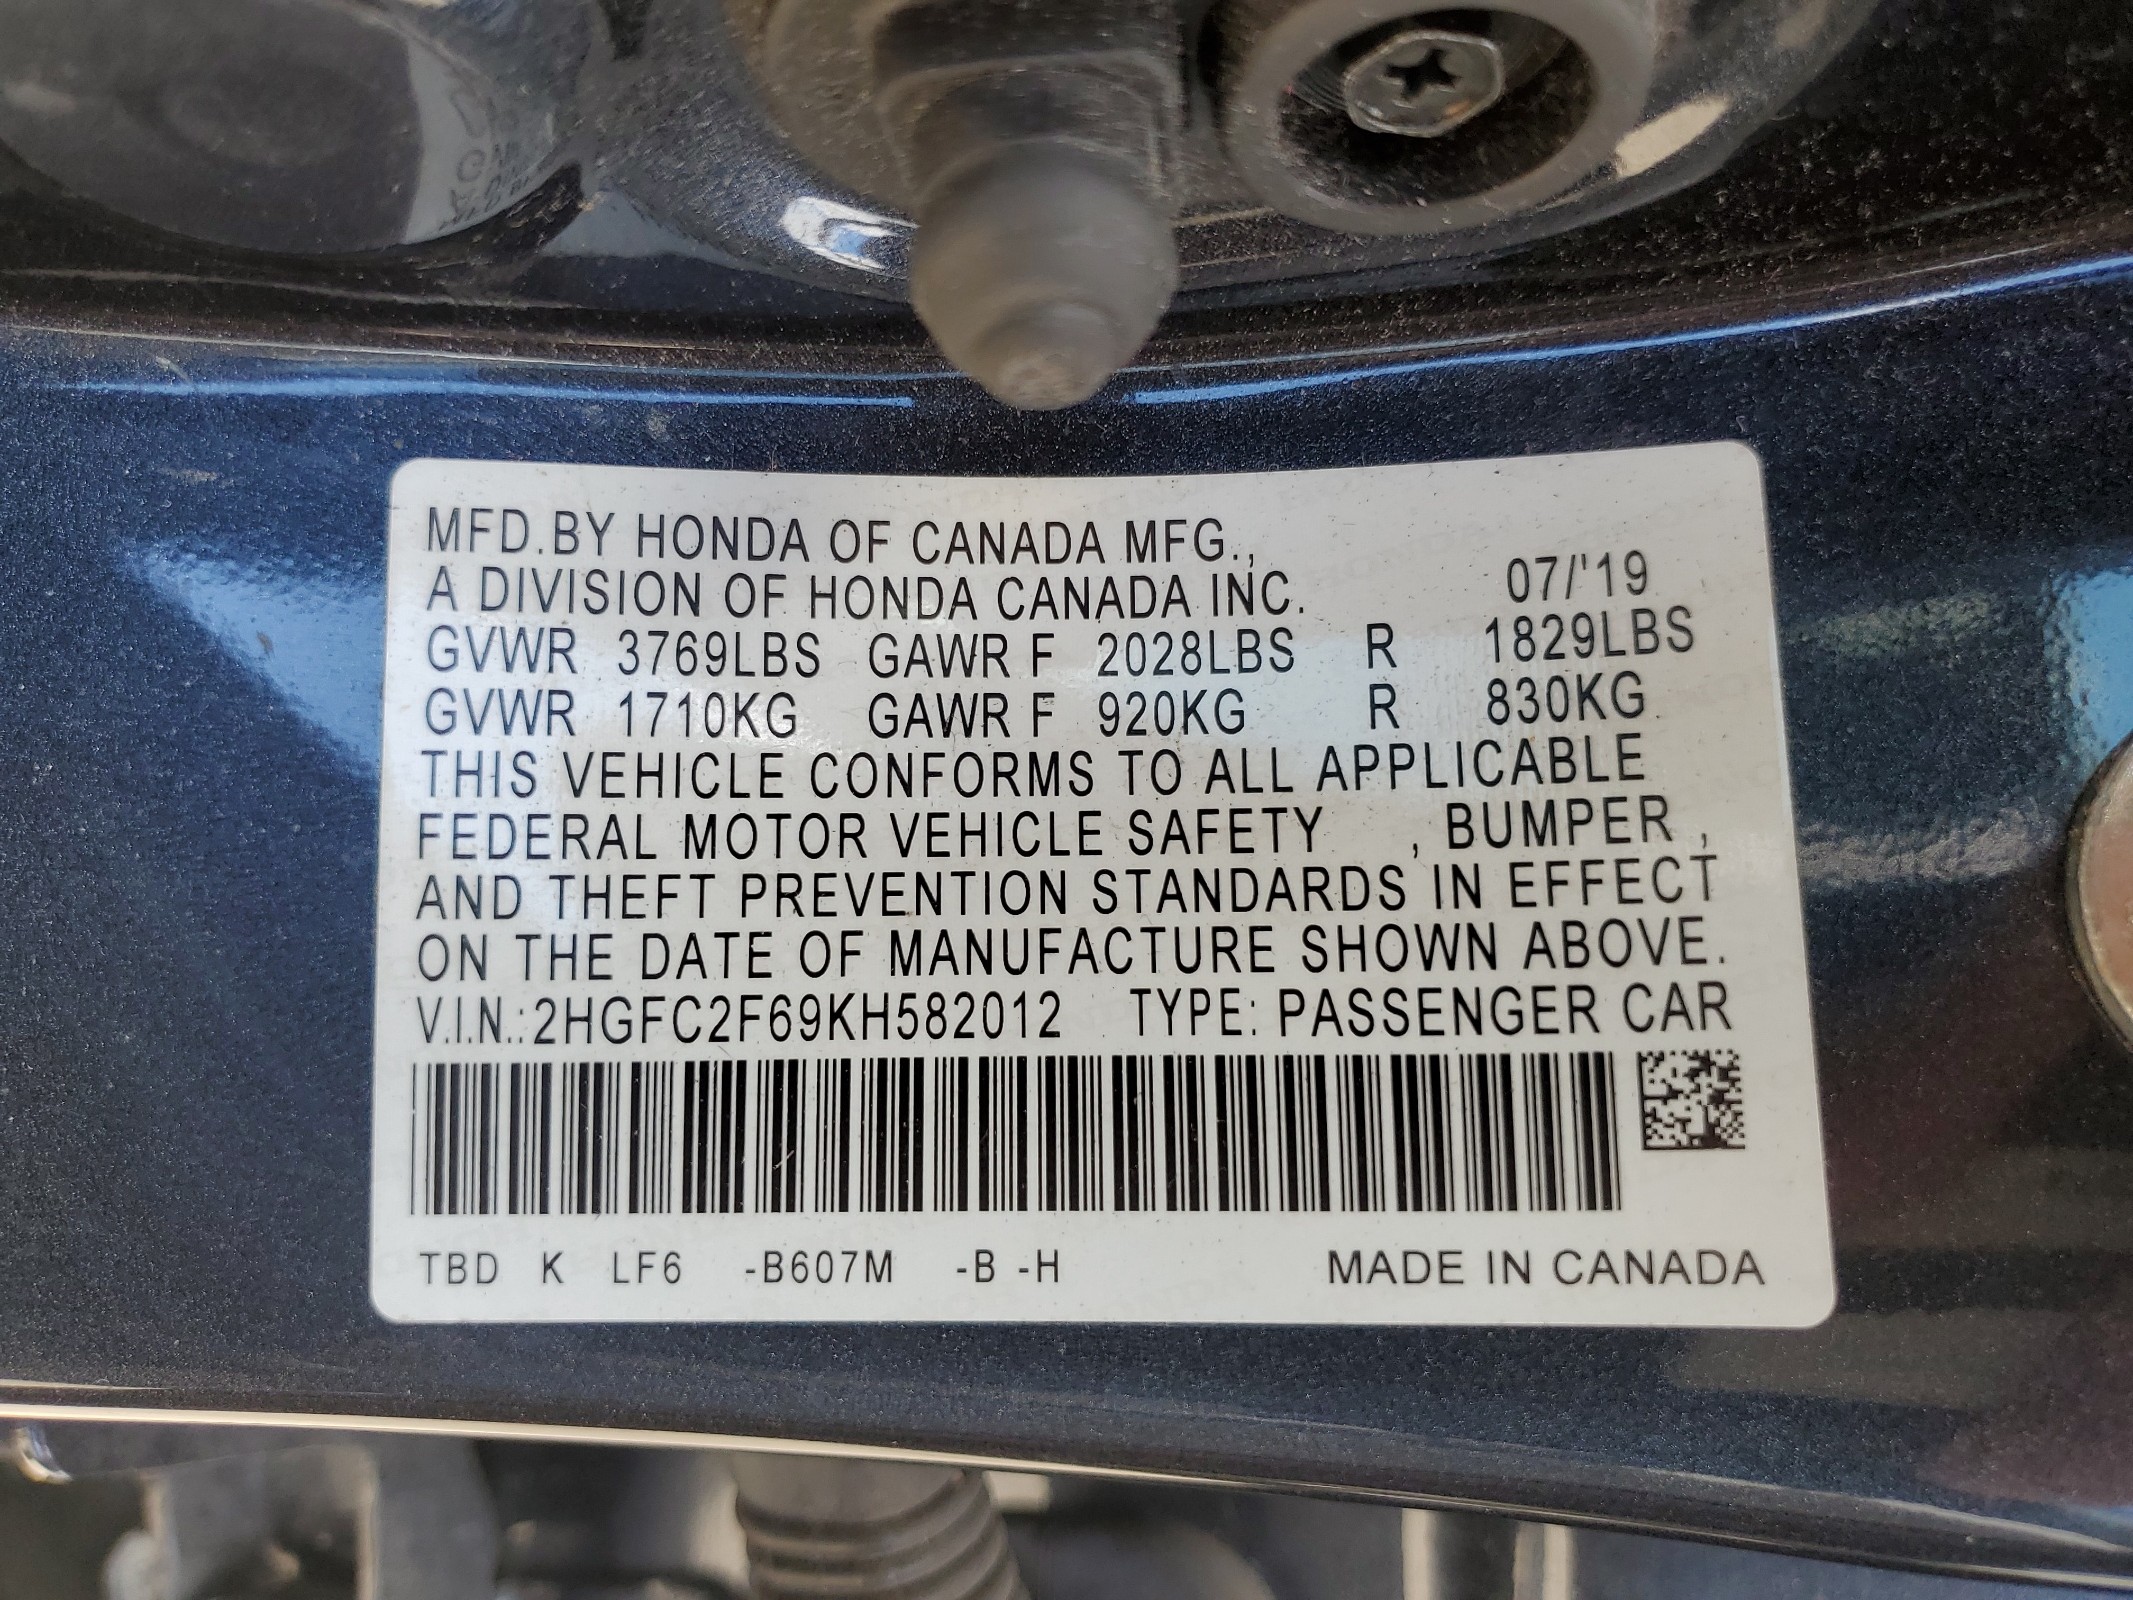 MFD.BY HONDA OF CANADA MFG.,
A DIVISION OF HONDA CANADA INC. 07/'19
GVWR 3769LBS GAWR F 2028LBS R 1829LBS
GVWR 1710KG GAWR F 920KG R 830KG
THIS VEHICLE CONFORMS TO ALL APPLICABLE
FEDERAL MOTOR VEHICLE SAFETY , BUMPER ,
AND THEFT PREVENTION STANDARDS IN EFFECT
ON THE DATE OF MANUFACTURE SHOWN ABOVE.
V.I.N.:2HGFC2F69KH582012 TYPE: PASSENGER CAR
TBD K LF6 -B607M -B -H MADE IN CANADA